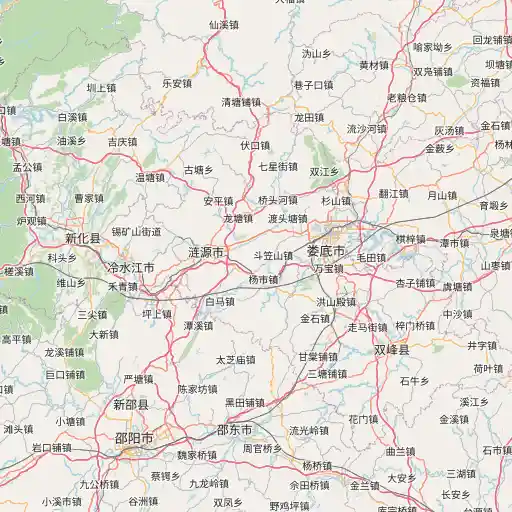 仙溪镇
大福镇
回龙铺镇
喻家坳乡
沩山乡
黄材镇
坝塘镇
双凫铺镇
资福镇
乐安镇
圳上镇
巷子口镇
老粮仓镇
清塘铺镇
白溪镇
龙田镇
流沙河镇
灰汤镇
金石镇
油溪乡
吉庆镇
伏口镇
金薮乡
孟公镇
古塘乡
七星街镇
双江乡
温塘镇
西河镇
曹家镇
安平镇
桥头河镇
杉山镇
翻江镇
月山镇
育塅乡
炉观镇
龙塘镇
渡头塘镇
锡矿山街道
新化县
泉塘镇
棋梓镇
潭市镇
涟源市
斗笠山镇
娄底市
科头乡
毛田镇
冷水江市
万宝镇
山枣镇
槎溪镇
维山乡
禾青镇
杨市镇
杏子铺镇
虞塘镇
白马镇
洪山殿镇
三尖镇
坪上镇
金石镇
中沙镇
潭溪镇
走马街镇
梓门桥镇
大新镇
高平镇
井字镇
龙溪铺镇
双峰县
太芝庙镇
甘棠铺镇
荷叶镇
巨口铺镇
严塘镇
三塘铺镇
石牛乡
陈家坊镇
新邵县
黑田铺镇
溪江乡
小塘镇
花门镇
金溪镇
滩头镇
邵阳市
邵东市
流光岭镇
岩口铺镇
周官桥乡
曲兰镇
石市镇
魏家桥镇
杨桥镇
蔡锷乡
大安乡
三湖镇
九公桥镇
九龙岭镇
佘田桥镇
金兰镇
长安乡
小溪市镇
谷洲镇
双凤乡
野鸡坪镇
库宗桥镇